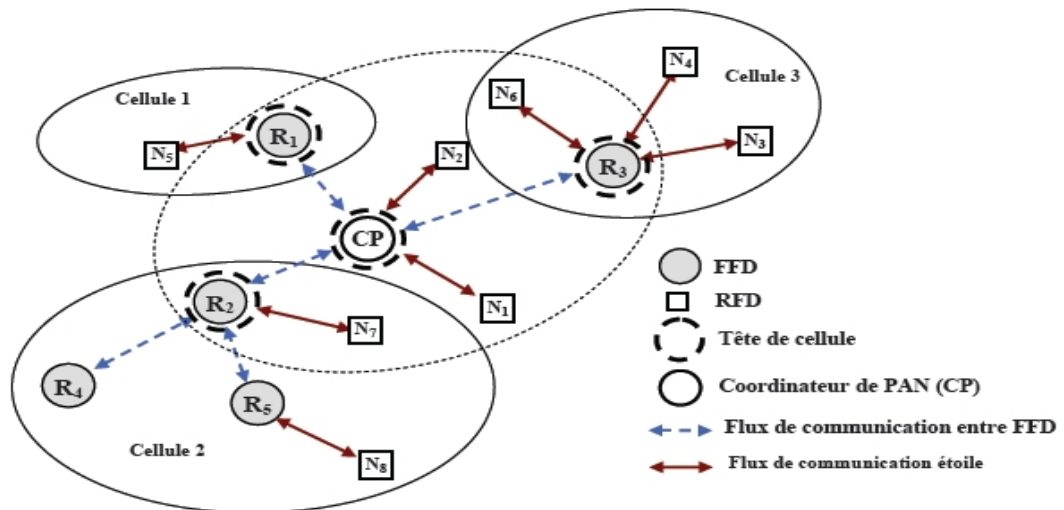 Cellule 1
N₅
R₁
N₂
N₆
N₄
Cellule 3
N₃
R₃
CP
N₁
R₂
N₇
R₄
R₅
N₈
Cellule 2
FFD
RFD
Tête de cellule
Coordinateur de PAN (CP)
Flux de communication entre FFD
Flux de communication étoile